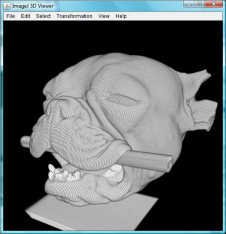 ImageJ 3D Viewer
File Edit Select Transformation View Help